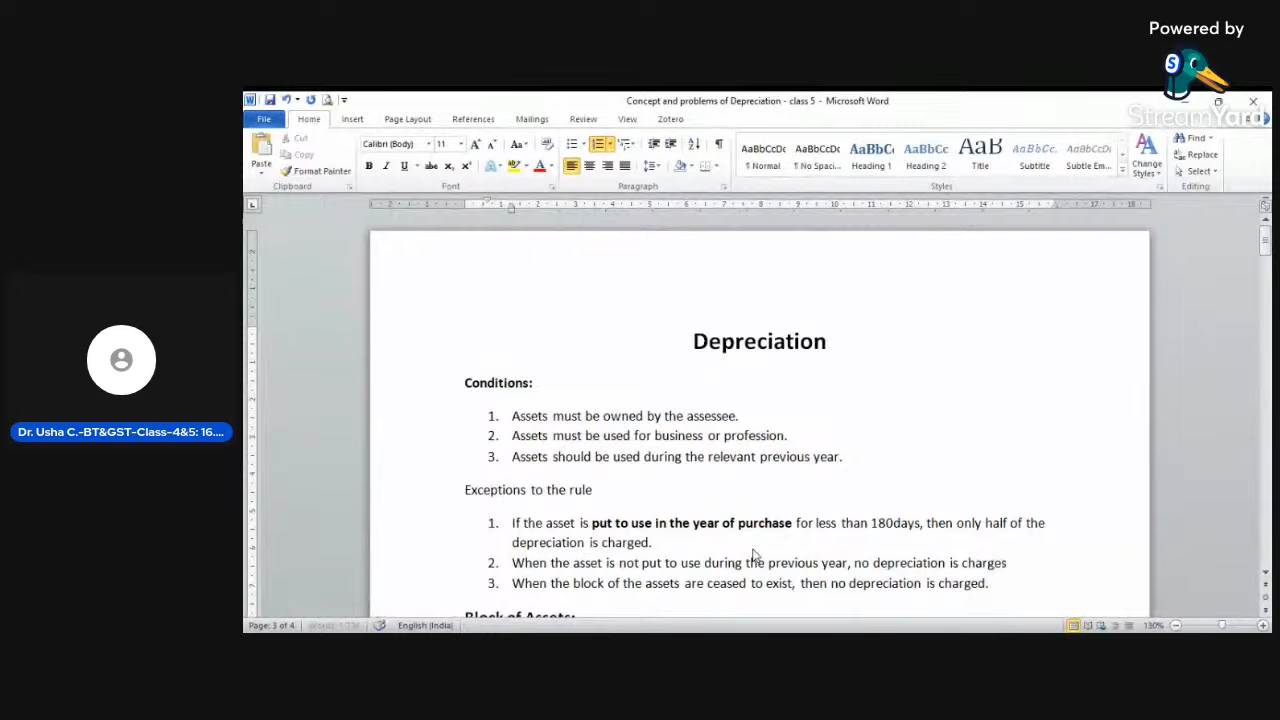 Powered by
S
StreamYard
Concept and problems of Depreciation - class 5 - Microsoft Word
File Home Insert Page Layout References Mailings Review View Zotero
Cut
Copy
Format Painter
Paste
Calibri (Body) 11
Find
Replace
Select
AaBbCcDc AaBbCcDc AaBbC AaBbCc AaB AaBbCc. AaBbCcDi
¶ Normal ¶ No Spaci... Heading 1 Heading 2 Title Subtitle Subtle Em...
Change
Styles
Clipboard Font Paragraph Styles Editing
Depreciation
Conditions:
1. Assets must be owned by the assessee.
2. Assets must be used for business or profession.
3. Assets should be used during the relevant previous year.
Exceptions to the rule
1. If the asset is put to use in the year of purchase for less than 180days, then only half of the
depreciation is charged.
2. When the asset is not put to use during the previous year, no depreciation is charges
3. When the block of the assets are ceased to exist, then no depreciation is charged.
Block of Assets:
Dr. Usha C.-BT&GST-Class-4&5: 16....
Page: 3 of 4 English (India) 130%